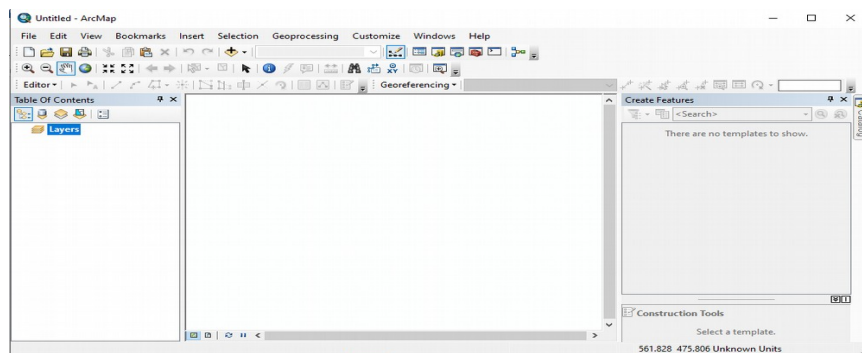 Untitled - ArcMap
File Edit View Bookmarks Insert Selection Geoprocessing Customize Windows Help
Editor Georeferencing
Table Of Contents
Create Features
Layers
<Search>
There are no templates to show.
Catalog
Construction Tools
Select a template.
561.828 475.806 Unknown Units